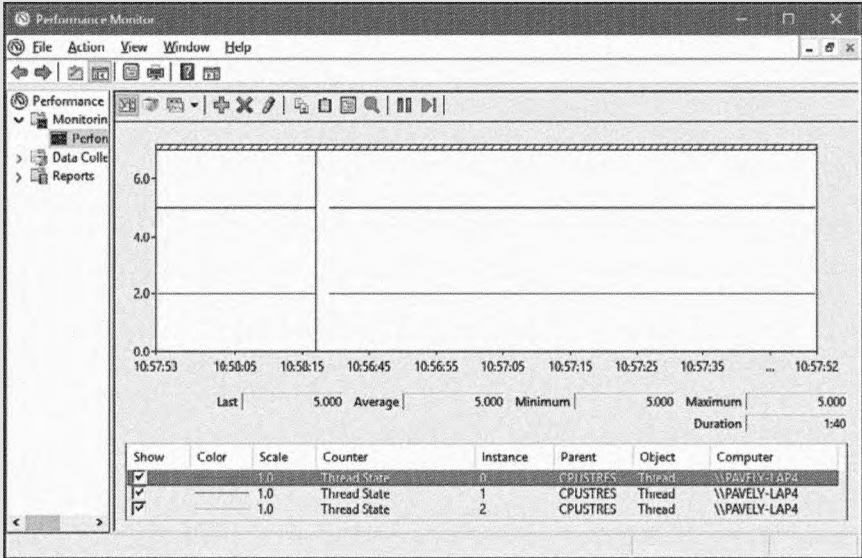 Performance Monitor
File Action View Window Help
Performance
Monitorin
Perfon
Data Colle
Reports
6.0
4.0
2.0
0.0
10:57:53 10:58:05 10:58:15 10:56:45 10:56:55 10:57:05 10:57:15 10:57:25 10:57:35 ... 10:57:52
Last 5.000 Average 5.000 Minimum 5.000 Maximum 5.000
Duration 1:40
Show Color Scale Counter Instance Parent Object Computer
1.0 Thread State 0 CPUSTRES Thread \\PAVELY-LAP4
1.0 Thread State 1 CPUSTRES Thread \\PAVELY-LAP4
1.0 Thread State 2 CPUSTRES Thread \\PAVELY-LAP4